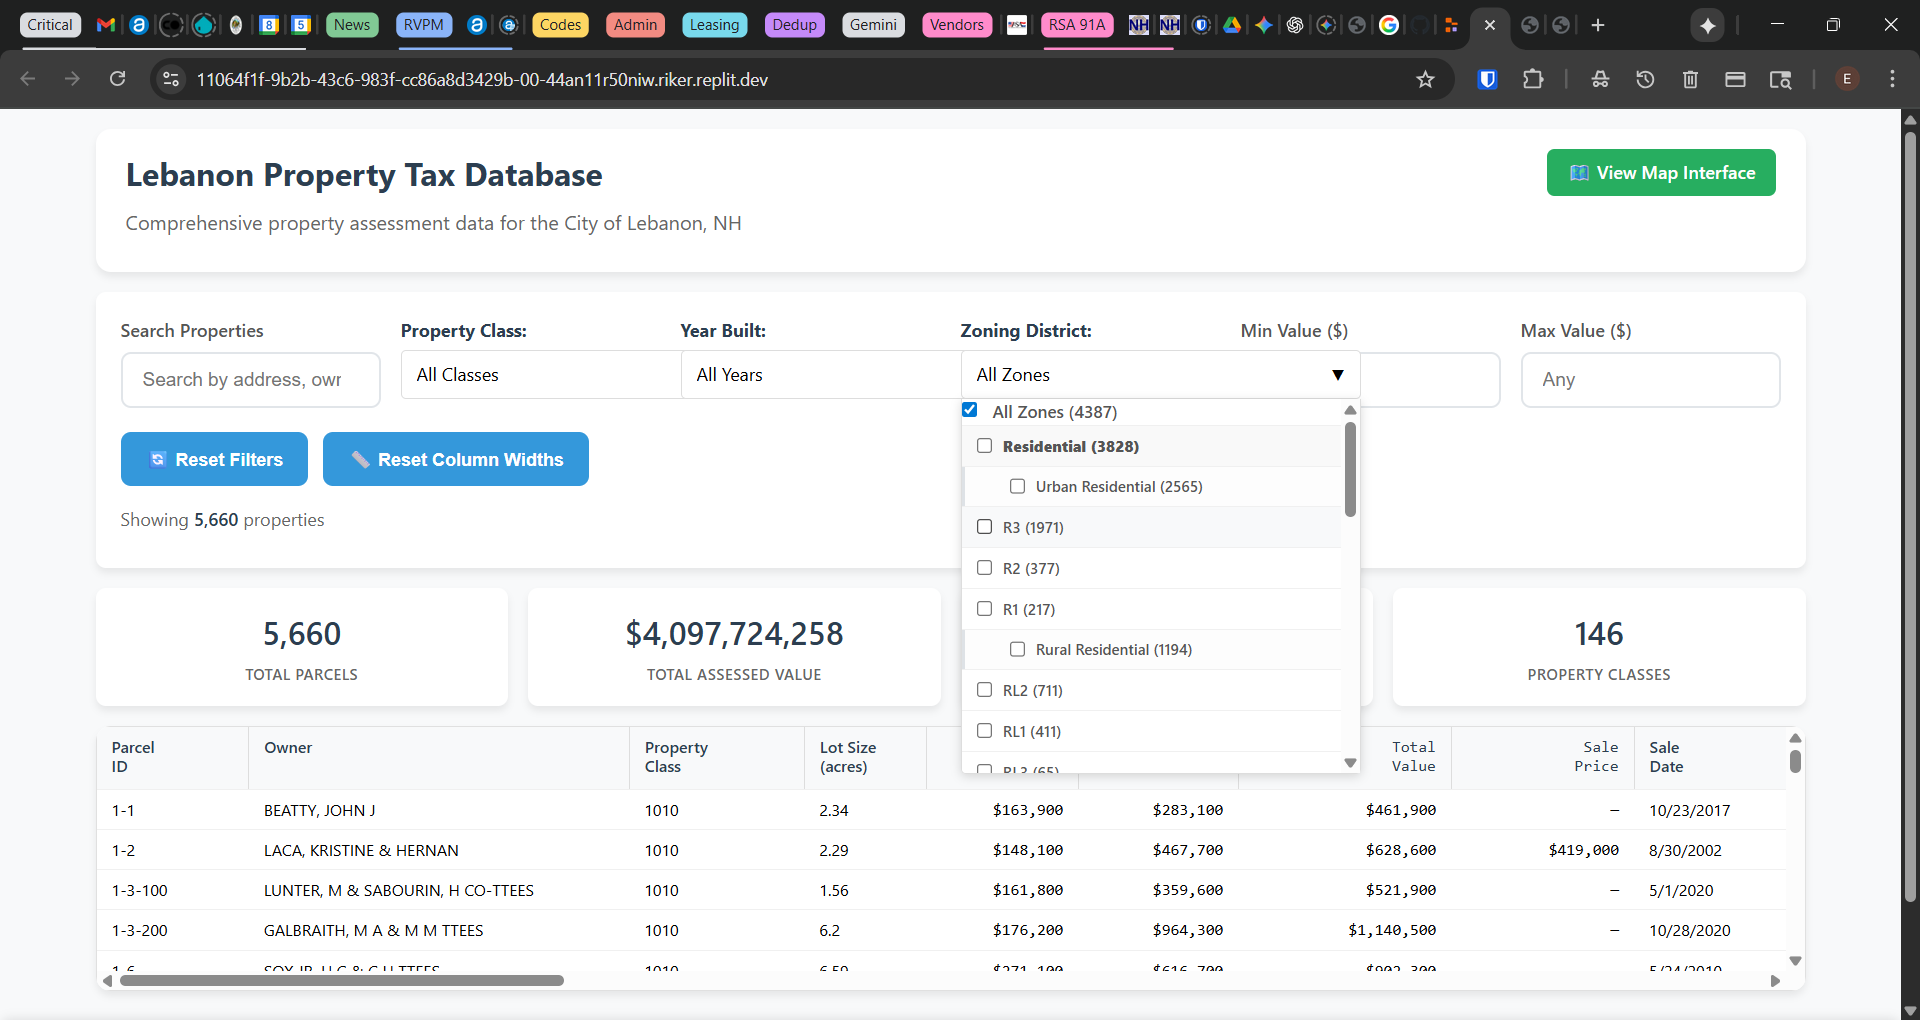 Critical
News
RVPM
Codes
Admin
Leasing
Dedup
Gemini
Vendors
RSA 91A
NH
NH
11064f1f-9b2b-43c6-983f-cc86a8d3429b-00-44an11r50niw.riker.replit.dev
E
Lebanon Property Tax Database
View Map Interface
Comprehensive property assessment data for the City of Lebanon, NH
Search Properties
Property Class:
Year Built:
Zoning District:
Min Value ($)
Max Value ($)
Search by address, owr
All Classes
All Years
All Zones
Any
All Zones (4387)
Residential (3828)
Urban Residential (2565)
R3 (1971)
R2 (377)
R1 (217)
Rural Residential (1194)
RL2 (711)
RL1 (411)
RL3 (65)
Reset Filters
Reset Column Widths
Showing 5,660 properties
5,660
TOTAL PARCELS
$4,097,724,258
TOTAL ASSESSED VALUE
146
PROPERTY CLASSES
Parcel ID Owner Property Class Lot Size (acres) Total Value Sale Price Sale Date
1-1 BEATTY, JOHN J 1010 2.34 $163,900 $283,100 $461,900 — 10/23/2017
1-2 LACA, KRISTINE & HERNAN 1010 2.29 $148,100 $467,700 $628,600 $419,000 8/30/2002
1-3-100 LUNTER, M & SABOURIN, H CO-TTEES 1010 1.56 $161,800 $359,600 $521,900 — 5/1/2020
1-3-200 GALBRAITH, M A & M M TTEES 1010 6.2 $176,200 $964,300 $1,140,500 — 10/28/2020